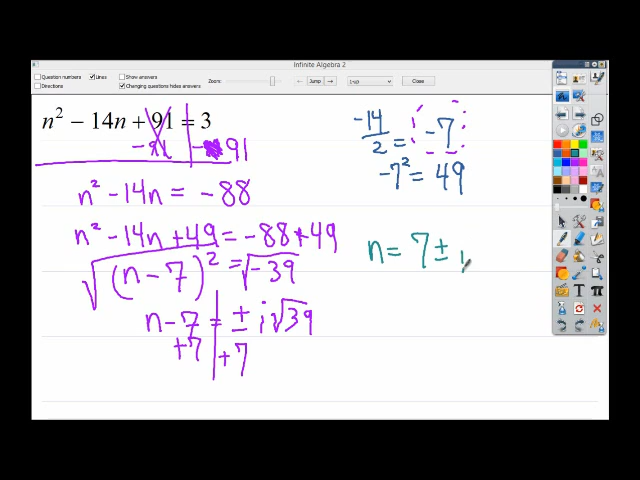 Infinite Algebra 2
Question numbers Lines Show answers
Directions Changing questions hides answers
Zoom: Jump 1-up Close
n² − 14n + 91 = 3
− 91 − 91
n² − 14n = − 88
n² − 14n + 49 = − 88 + 49
√(n − 7)² = √−39
n − 7 = ± i√39
+7 +7
−14/2 = −7
−7² = 49
n = 7 ± i